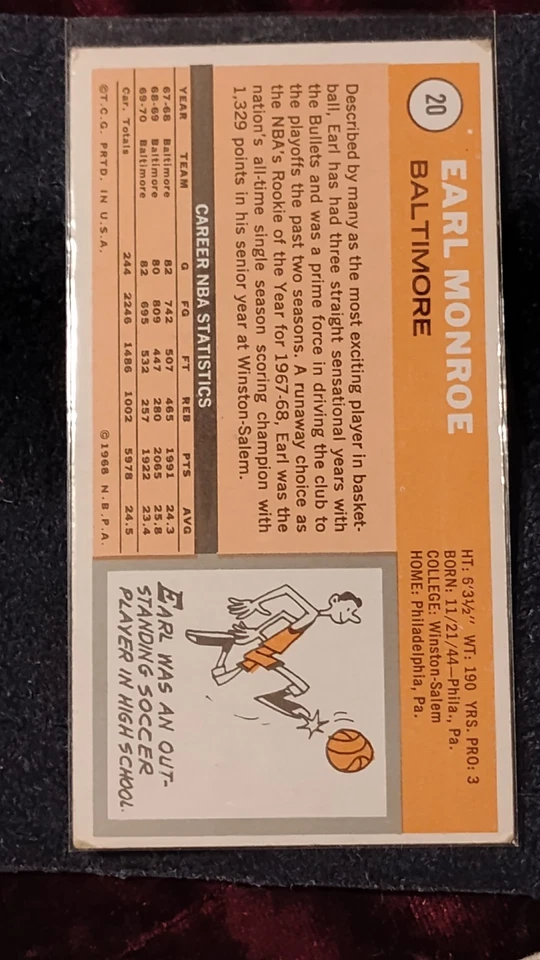 20
EARL MONROE
BALTIMORE
HT: 6'3½" WT: 190 YRS. PRO: 3
BORN: 11/21/44—Phila., Pa.
COLLEGE: Winston-Salem
HOME: Philadelphia, Pa.
Described by many as the most exciting player in basket-
ball, Earl has had three straight sensational years with
the Bullets and was a prime force in driving the club to
the playoffs the past two seasons. A runaway choice as
the NBA's Rookie of the Year for 1967-68, Earl was the
nation's all-time single season scoring champion with
1,329 points in his senior year at Winston-Salem.
CAREER NBA STATISTICS
YEAR TEAM G FG FT REB PTS AVG
67-68 Baltimore 82 742 507 465 1991 24.3
68-69 Baltimore 80 809 447 280 2065 25.8
69-70 Baltimore 82 695 532 257 1922 23.4
Car. Totals 244 2246 1486 1002 5978 24.5
©T.C.G. PRTD. IN U.S.A. ©1968 N.B.P.A.
EARL WAS AN OUT-
STANDING SOCCER
PLAYER IN HIGH SCHOOL.